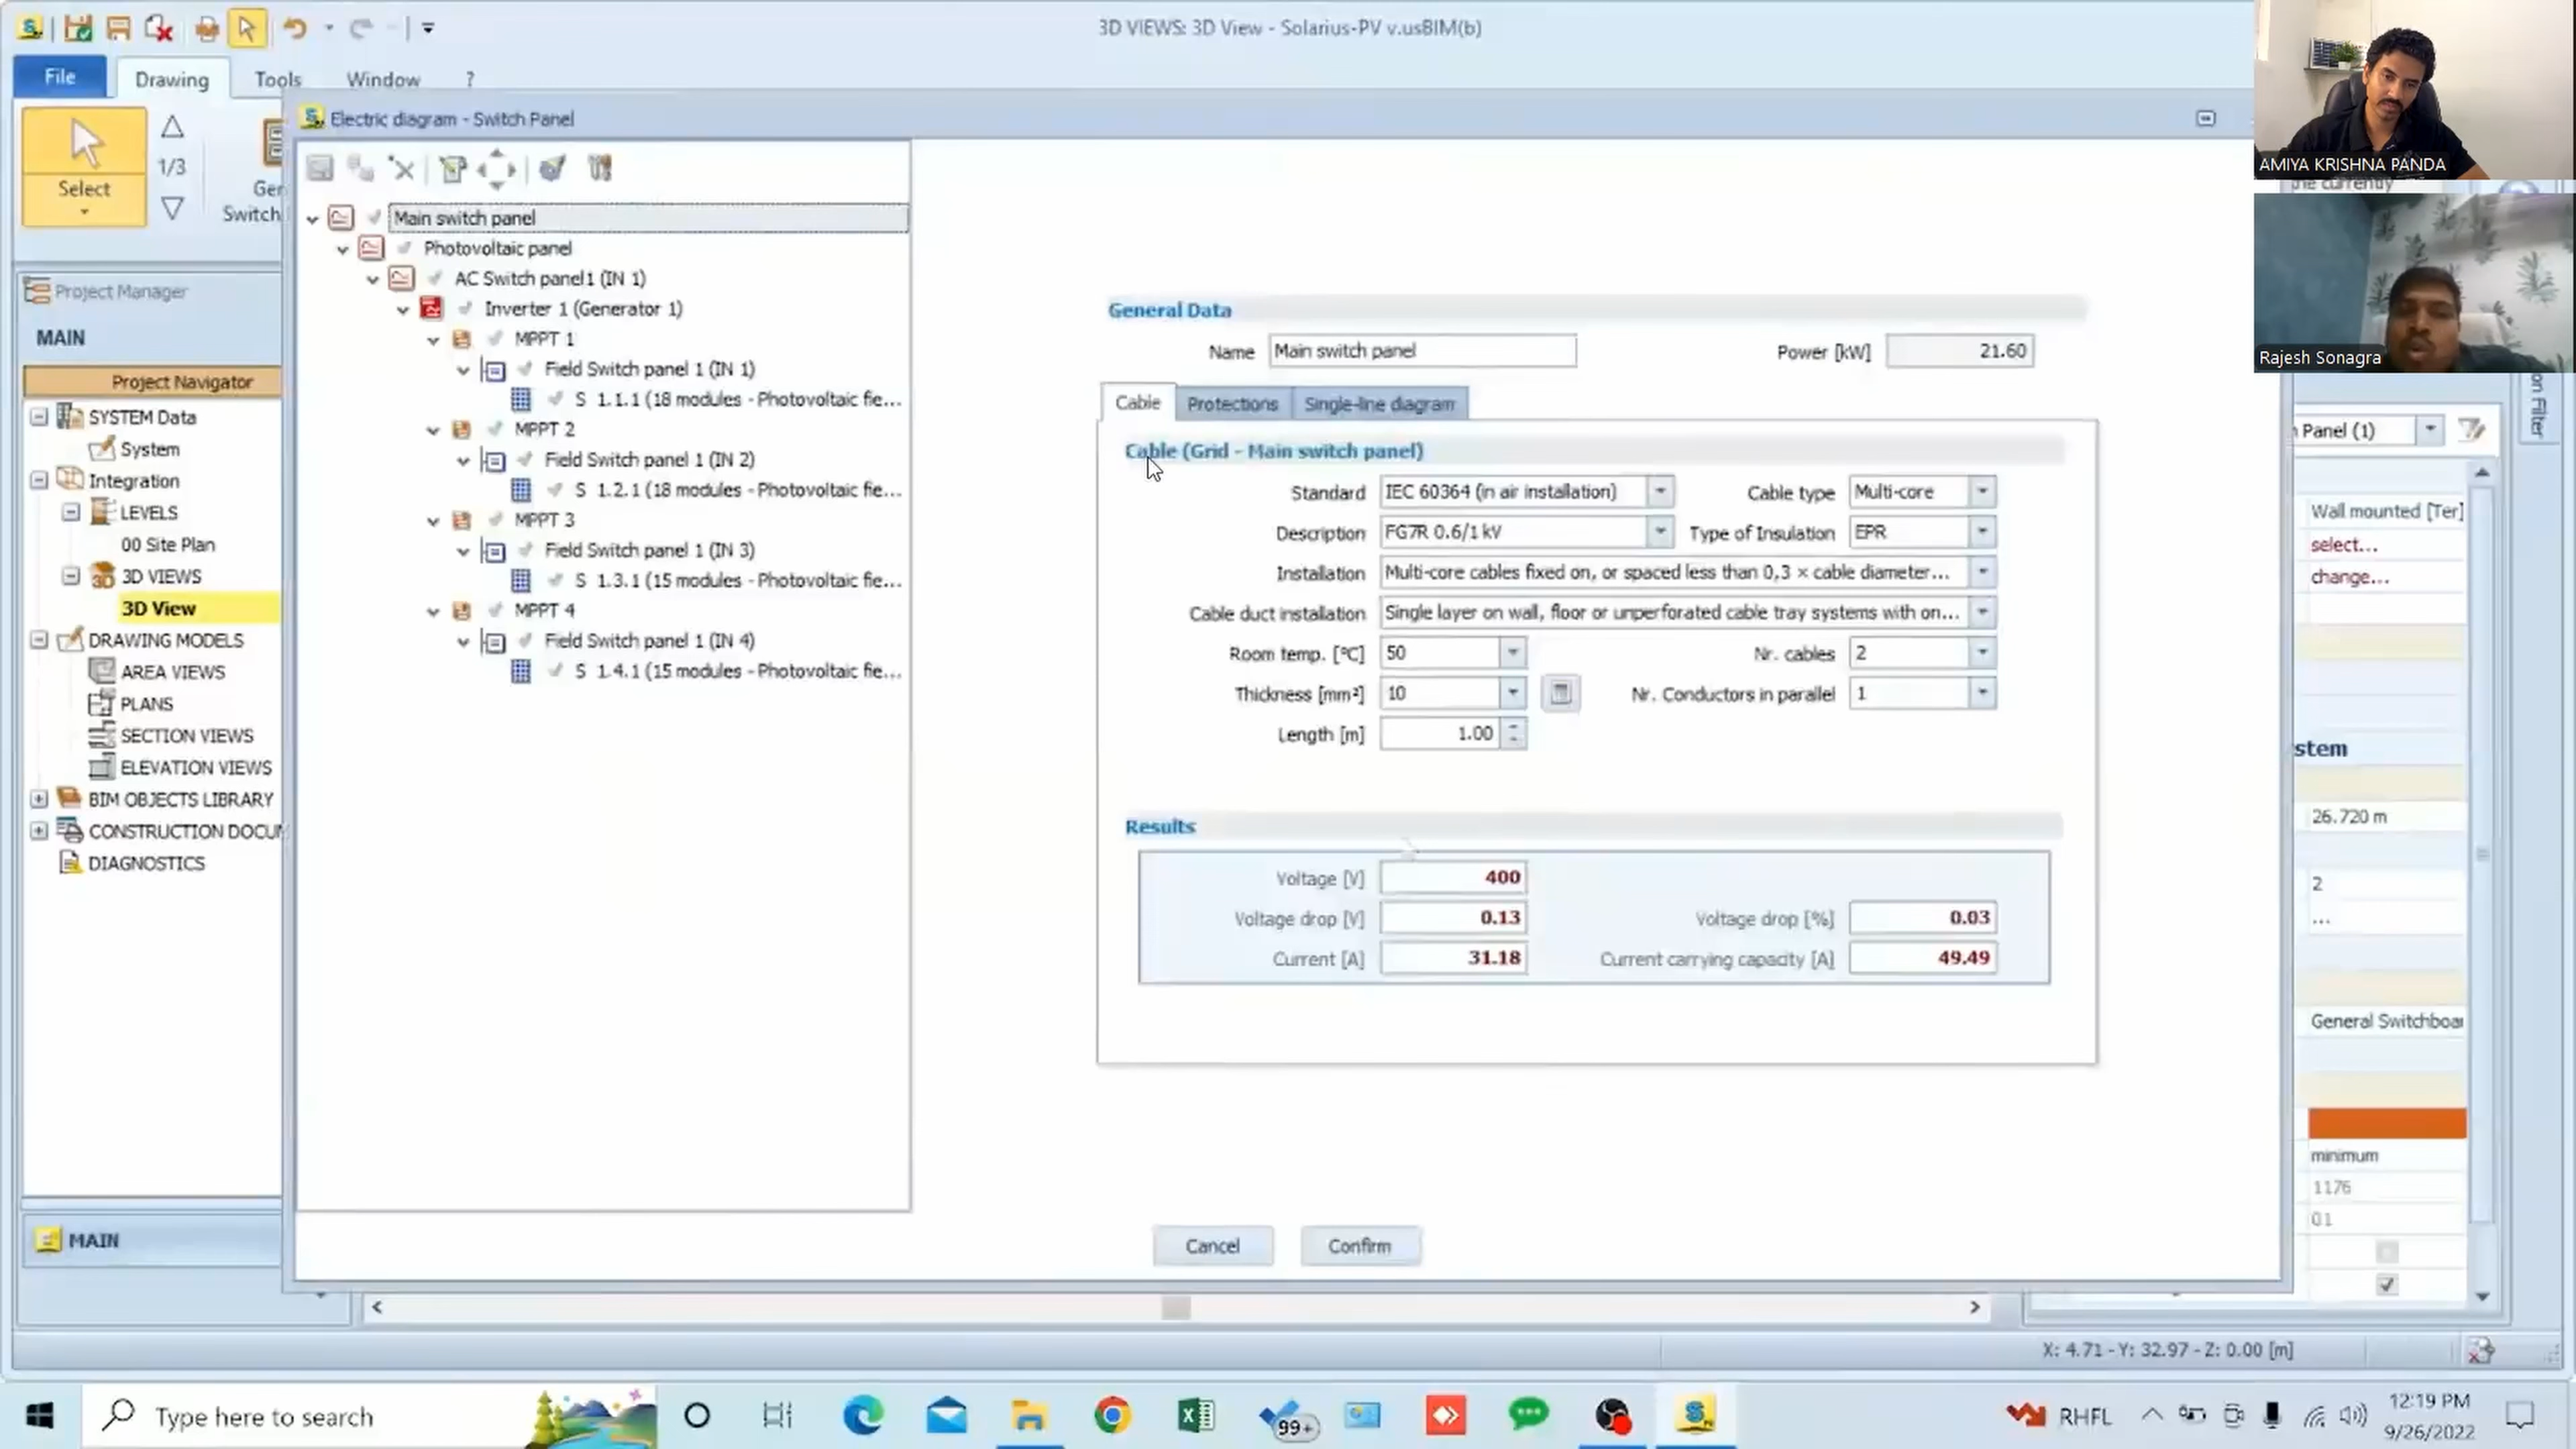 3D VIEWS: 3D View - Solarius-PV v.usBIM(b)
File
Drawing
Tools
Window
?
Select
1/3
Switch
Electric diagram - Switch Panel
AMIYA KRISHNA PANDA
Rajesh Sonagra
Project Manager
MAIN
Project Navigator
SYSTEM Data
System
Integration
LEVELS
00 Site Plan
3D VIEWS
3D View
DRAWING MODELS
AREA VIEWS
PLANS
SECTION VIEWS
ELEVATION VIEWS
BIM OBJECTS LIBRARY
CONSTRUCTION DOCU
DIAGNOSTICS
MAIN
Main switch panel
Photovoltaic panel
AC Switch panel1 (IN 1)
Inverter 1 (Generator 1)
MPPT 1
Field Switch panel 1 (IN 1)
S 1.1.1 (18 modules - Photovoltaic fie...
MPPT 2
Field Switch panel 1 (IN 2)
S 1.2.1 (18 modules - Photovoltaic fie...
MPPT 3
Field Switch panel 1 (IN 3)
S 1.3.1 (15 modules - Photovoltaic fie...
MPPT 4
Field Switch panel 1 (IN 4)
S 1.4.1 (15 modules - Photovoltaic fie...
General Data
Name Main switch panel Power [kW] 21.60
Cable Protections Single-line diagram
Cable (Grid - Main switch panel)
Standard IEC 60364 (in air installation) Cable type Multi-core
Description FG7R 0.6/1 kV Type of Insulation EPR
Installation Multi-core cables fixed on, or spaced less than 0,3 × cable diameter...
Cable duct installation Single layer on wall, floor or unperforated cable tray systems with on...
Room temp. [°C] 50 Nr. cables 2
Thickness [mm²] 10 Nr. Conductors in parallel 1
Length [m] 1.00
Results
Voltage [V] 400
Voltage drop [V] 0.13 Voltage drop [%] 0.03
Current [A] 31.18 Current carrying capacity [A] 49.49
Cancel Confirm
the currently
on Filter
Panel (1)
Wall mounted [Ter]
select...
change...
stem
26.720 m
2
...
General Switchboar
minimum
1176
01
X: 4.71 - Y: 32.97 - Z: 0.00 [m]
Type here to search
99+
RHFL
12:19 PM
9/26/2022